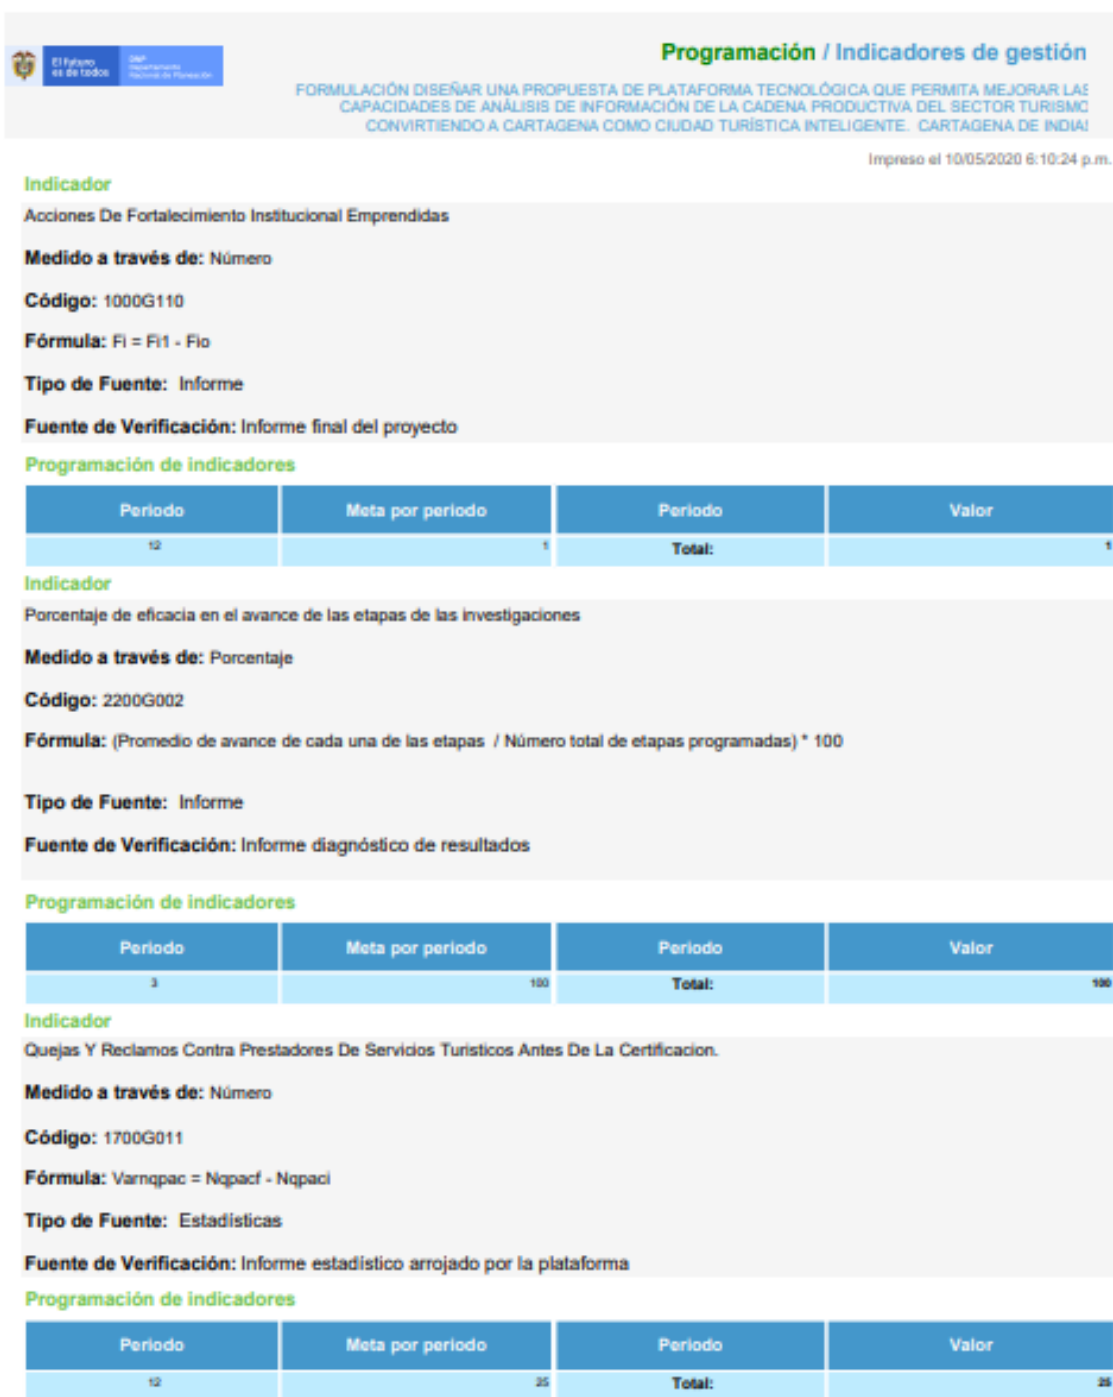 El futuro
es de todos
DNP
Departamento
Nacional de Planeación
Programación / Indicadores de gestión
FORMULACIÓN DISEÑAR UNA PROPUESTA DE PLATAFORMA TECNOLÓGICA QUE PERMITA MEJORAR LAS
CAPACIDADES DE ANÁLISIS DE INFORMACIÓN DE LA CADENA PRODUCTIVA DEL SECTOR TURISMO
CONVIRTIENDO A CARTAGENA COMO CIUDAD TURÍSTICA INTELIGENTE. CARTAGENA DE INDIAS
Impreso el 10/05/2020 6:10:24 p.m.
Indicador
Acciones De Fortalecimiento Institucional Emprendidas
Medido a través de: Número
Código: 1000G110
Fórmula: Fi = Fi1 - Fio
Tipo de Fuente: Informe
Fuente de Verificación: Informe final del proyecto
Programación de indicadores
Periodo Meta por periodo Periodo Valor
12 1 Total: 1
Indicador
Porcentaje de eficacia en el avance de las etapas de las investigaciones
Medido a través de: Porcentaje
Código: 2200G002
Fórmula: (Promedio de avance de cada una de las etapas / Número total de etapas programadas) * 100
Tipo de Fuente: Informe
Fuente de Verificación: Informe diagnóstico de resultados
Programación de indicadores
Periodo Meta por periodo Periodo Valor
3 100 Total: 100
Indicador
Quejas Y Reclamos Contra Prestadores De Servicios Turisticos Antes De La Certificacion.
Medido a través de: Número
Código: 1700G011
Fórmula: Varnqpac = Nqpacf - Nqpaci
Tipo de Fuente: Estadísticas
Fuente de Verificación: Informe estadístico arrojado por la plataforma
Programación de indicadores
Periodo Meta por periodo Periodo Valor
12 25 Total: 25